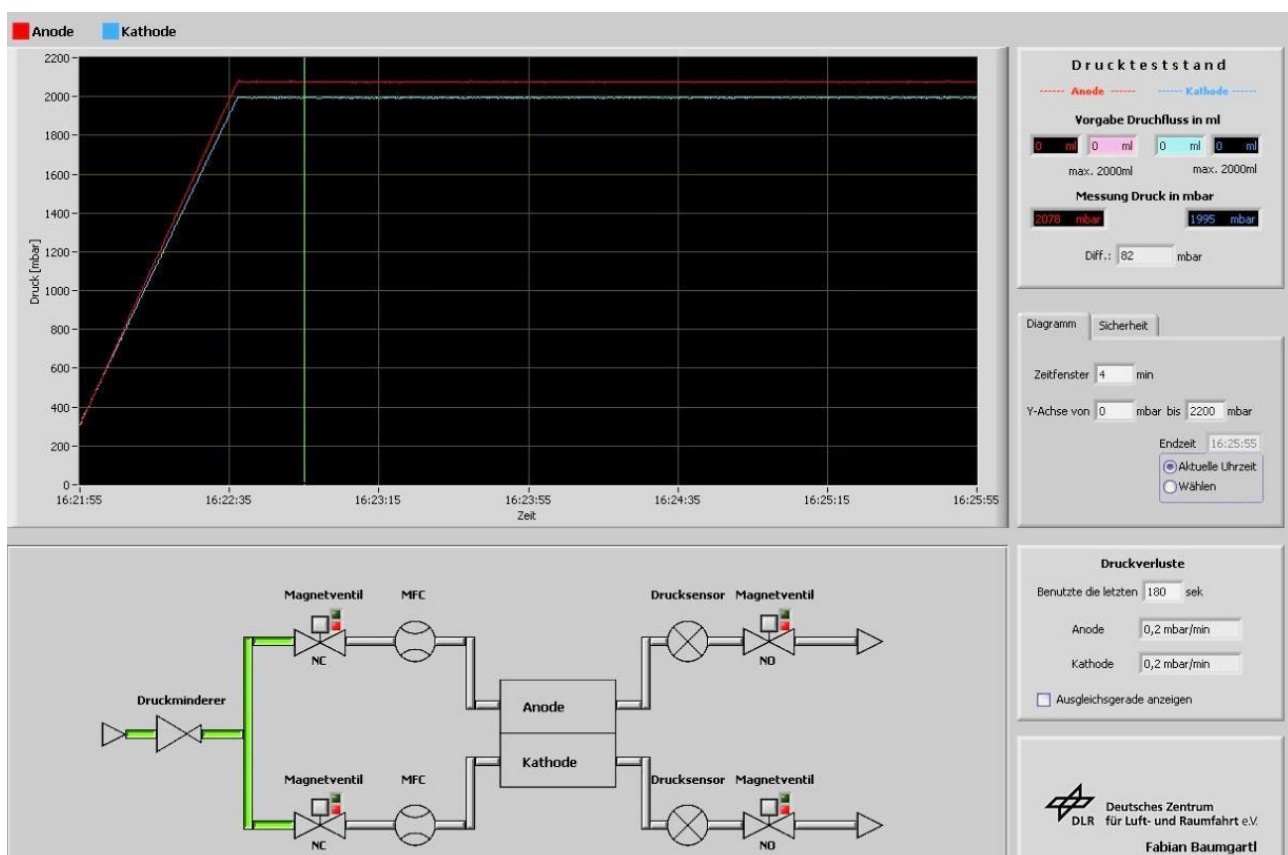 Anode Kathode
2200
2000
1800
1600
1400
1200
1000
800
600
400
200
0
Druck [mbar]
16:21:55 16:22:35 16:23:15 16:23:55 16:24:35 16:25:15 16:25:55
Zeit
Druckteststand
------ Anode ------ ------ Kathode ------
Vorgabe Druchfluss in ml
0 ml 0 ml 0 ml 0 ml
max. 2000ml max. 2000ml
Messung Druck in mbar
2078 mbar 1995 mbar
Diff.: 82 mbar
Diagramm Sicherheit
Zeitfenster 4 min
Y-Achse von 0 mbar bis 2200 mbar
Endzeit 16:25:55
Aktuelle Uhrzeit
Wählen
Magnetventil MFC Drucksensor Magnetventil
NC NO
Druckminderer
Anode
Kathode
Magnetventil MFC Drucksensor Magnetventil
NC NO
Druckverluste
Benutzte die letzten 180 sek
Anode 0,2 mbar/min
Kathode 0,2 mbar/min
Ausgleichsgerade anzeigen
Deutsches Zentrum
DLR für Luft- und Raumfahrt e.V.
Fabian Baumgartl